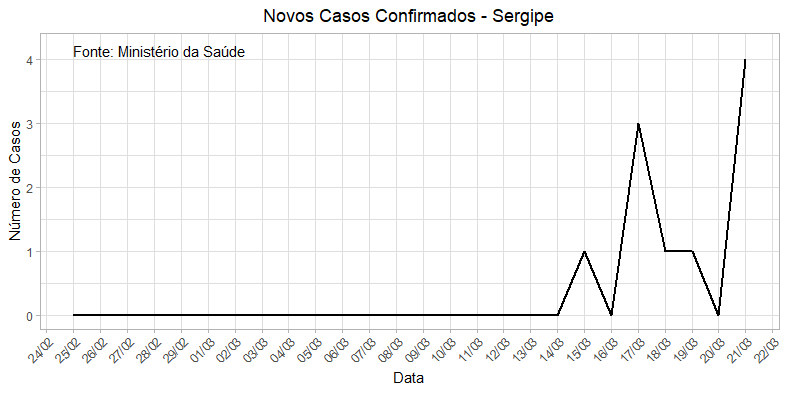 Novos Casos Confirmados - Sergipe
Fonte: Ministério da Saúde
4
3
2
1
0
Número de Casos
24/02 25/02 26/02 27/02 28/02 29/02 01/03 02/03 03/03 04/03 05/03 06/03 07/03 08/03 09/03 10/03 11/03 12/03 13/03 14/03 15/03 16/03 17/03 18/03 19/03 20/03 21/03 22/03
Data